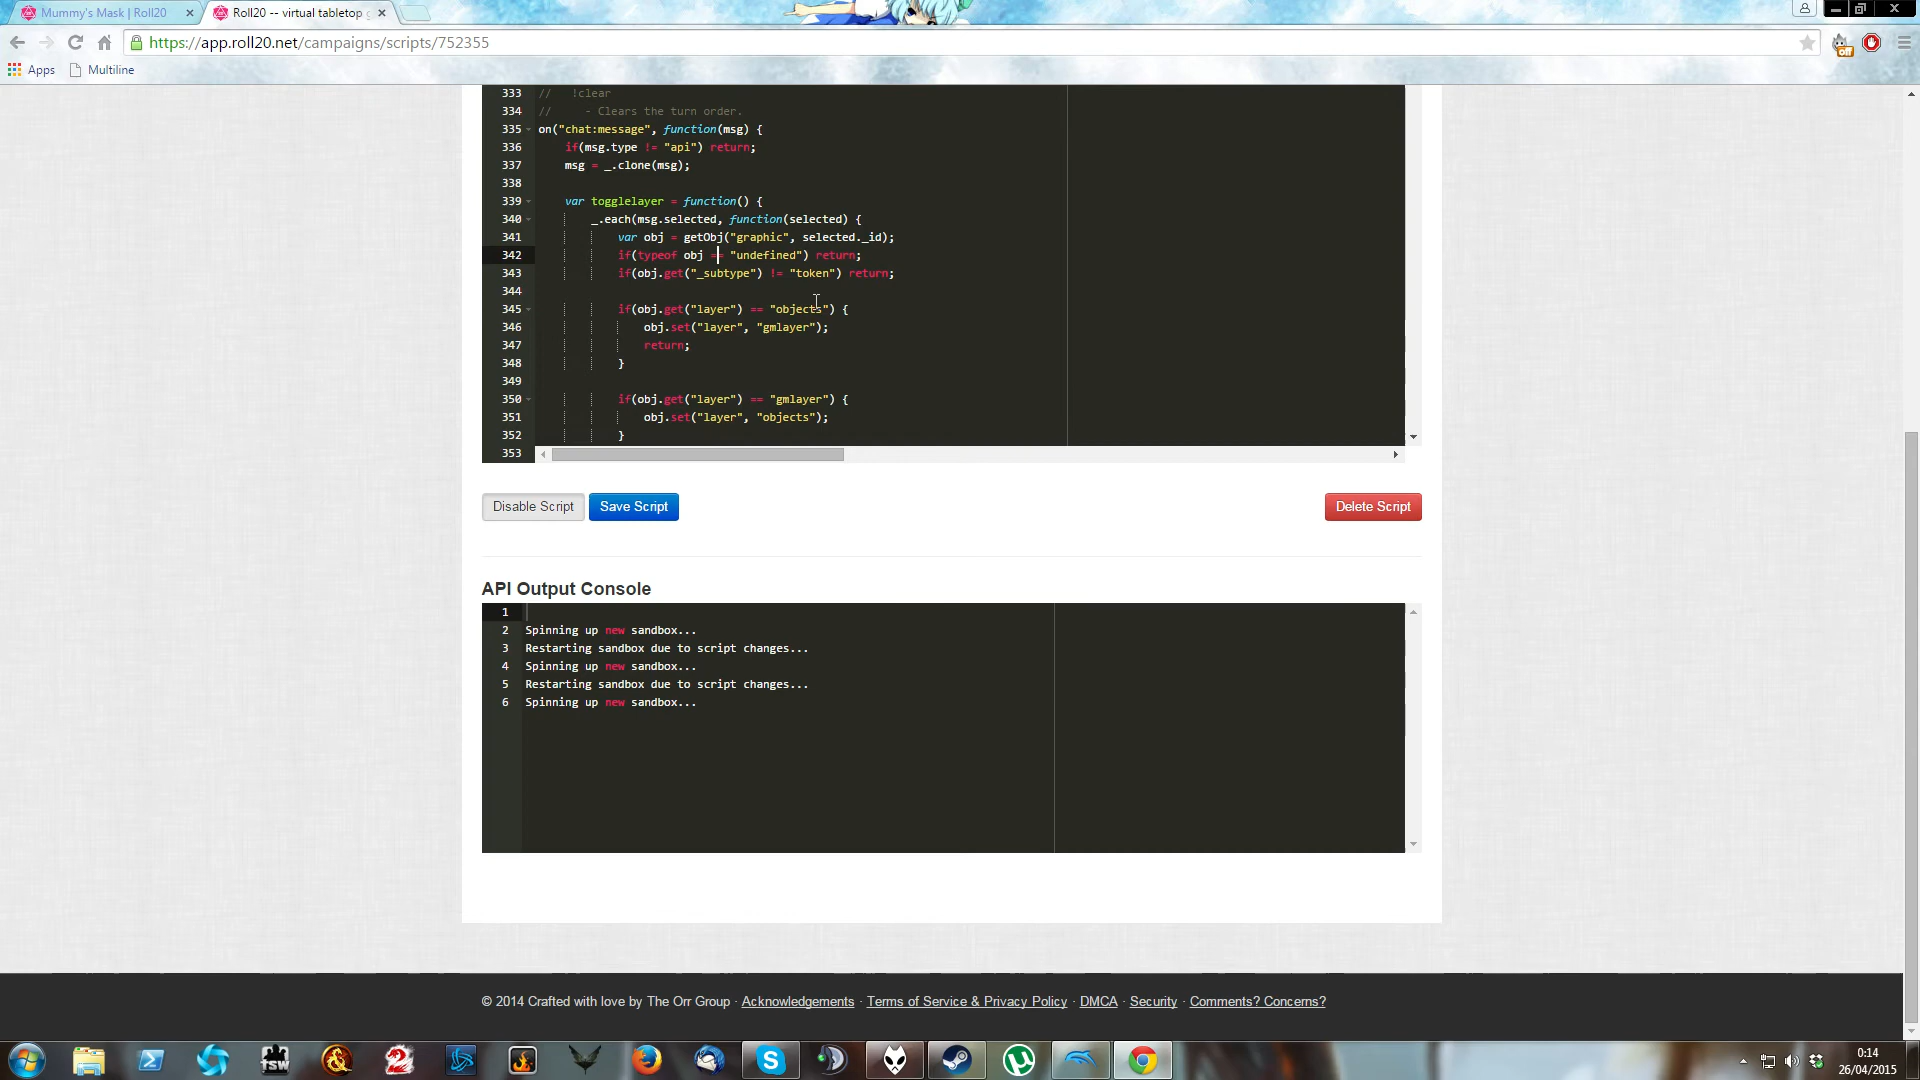 Mummy's Mask | Roll20
Roll20 -- virtual tabletop g
https://app.roll20.net/campaigns/scripts/752355
Apps
Multiline
off
333 // !clear
334 // - Clears the turn order.
335 on("chat:message", function(msg) {
336 if(msg.type != "api") return;
337 msg = _.clone(msg);
338
339 var togglelayer = function() {
340 _.each(msg.selected, function(selected) {
341 var obj = getObj("graphic", selected._id);
342 if(typeof obj == "undefined") return;
343 if(obj.get("_subtype") != "token") return;
344
345 if(obj.get("layer") == "objects") {
346 obj.set("layer", "gmlayer");
347 return;
348 }
349
350 if(obj.get("layer") == "gmlayer") {
351 obj.set("layer", "objects");
352 }
353
Disable Script
Save Script
Delete Script
API Output Console
1
2 Spinning up new sandbox...
3 Restarting sandbox due to script changes...
4 Spinning up new sandbox...
5 Restarting sandbox due to script changes...
6 Spinning up new sandbox...
© 2014 Crafted with love by The Orr Group · Acknowledgements · Terms of Service & Privacy Policy · DMCA · Security · Comments? Concerns?
TSW
0:14
26/04/2015